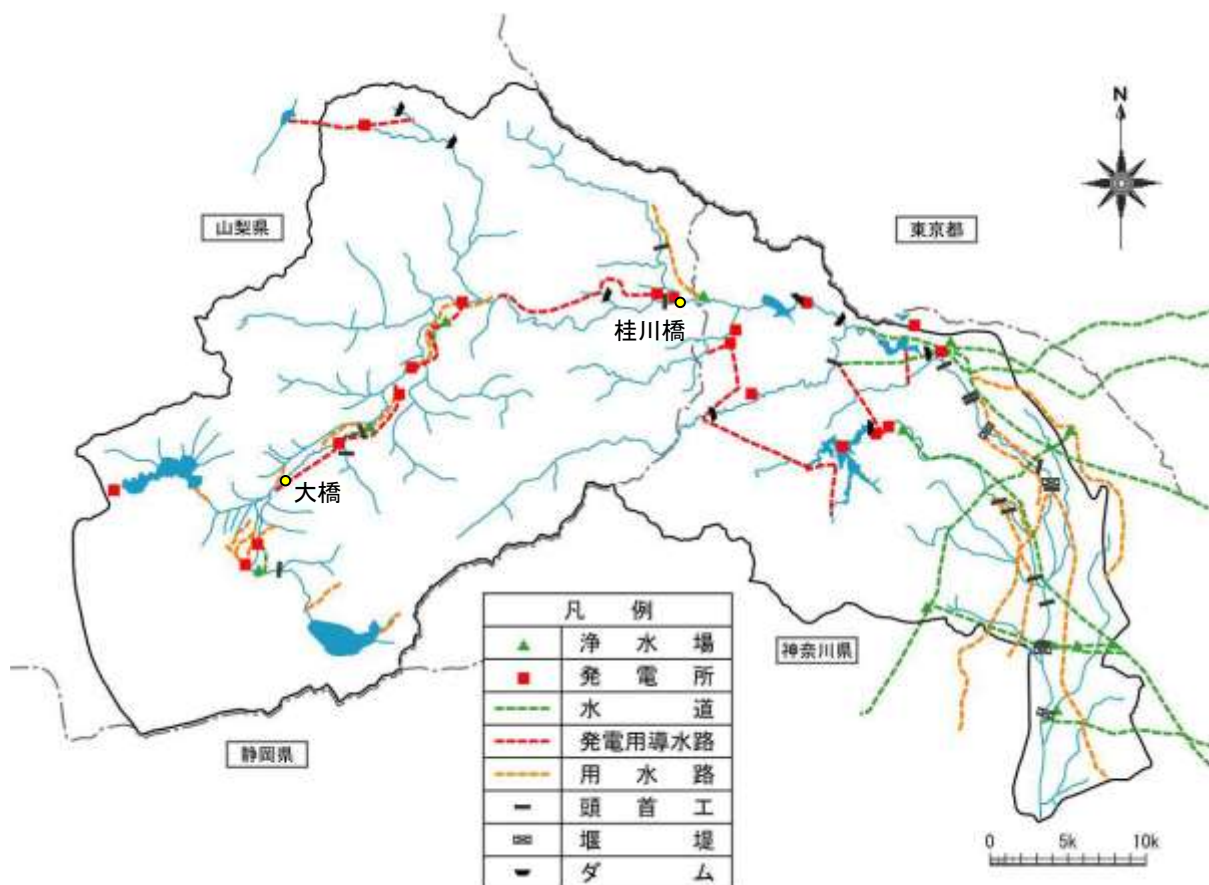 N
山梨県
東京都
桂川橋
大橋
神奈川県
静岡県
凡 例
浄 水 場
発 電 所
水 道
発電用導水路
用 水 路
頭 首 工
堰 堤
ダ ム
0 5k 10k